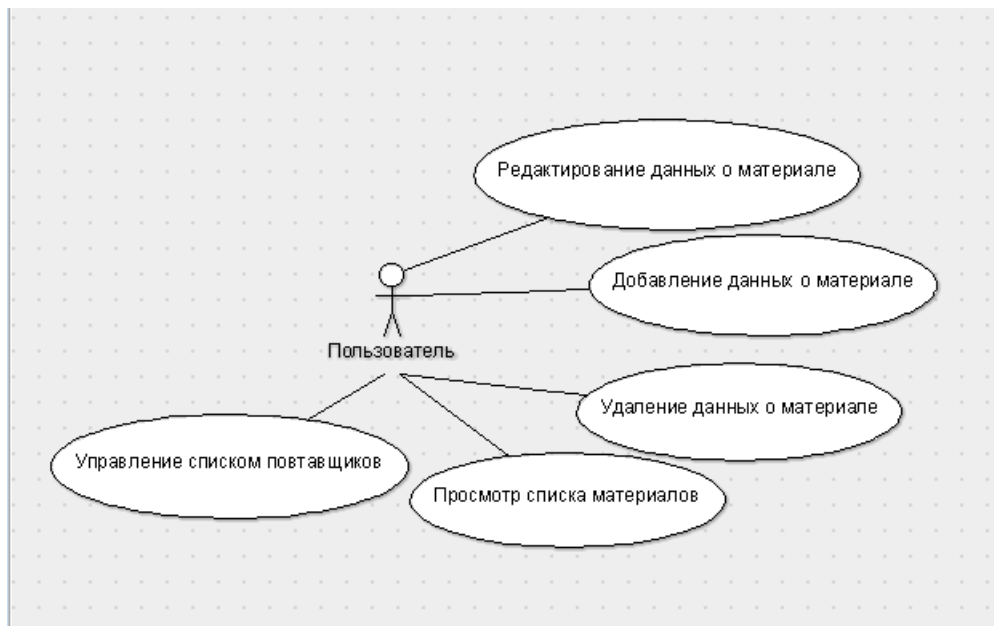 Редактирование данных о материале
Добавление данных о материале
Пользователь
Удаление данных о материале
Управление списком повтавщиков
Просмотр списка материалов